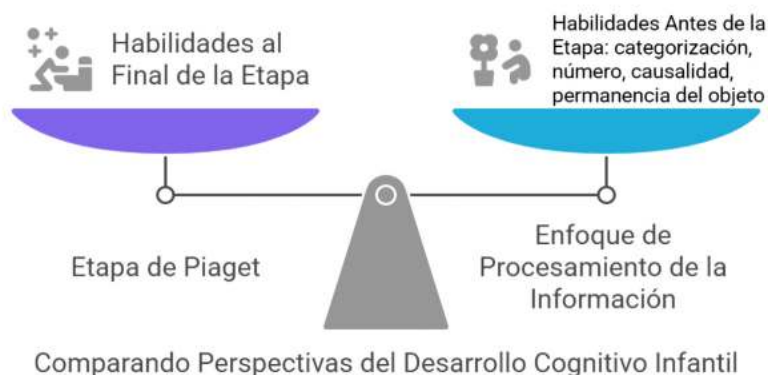 Habilidades al
Final de la Etapa
Habilidades Antes de la
Etapa: categorización,
número, causalidad,
permanencia del objeto
Etapa de Piaget
Enfoque de
Procesamiento de la
Información
Comparando Perspectivas del Desarrollo Cognitivo Infantil